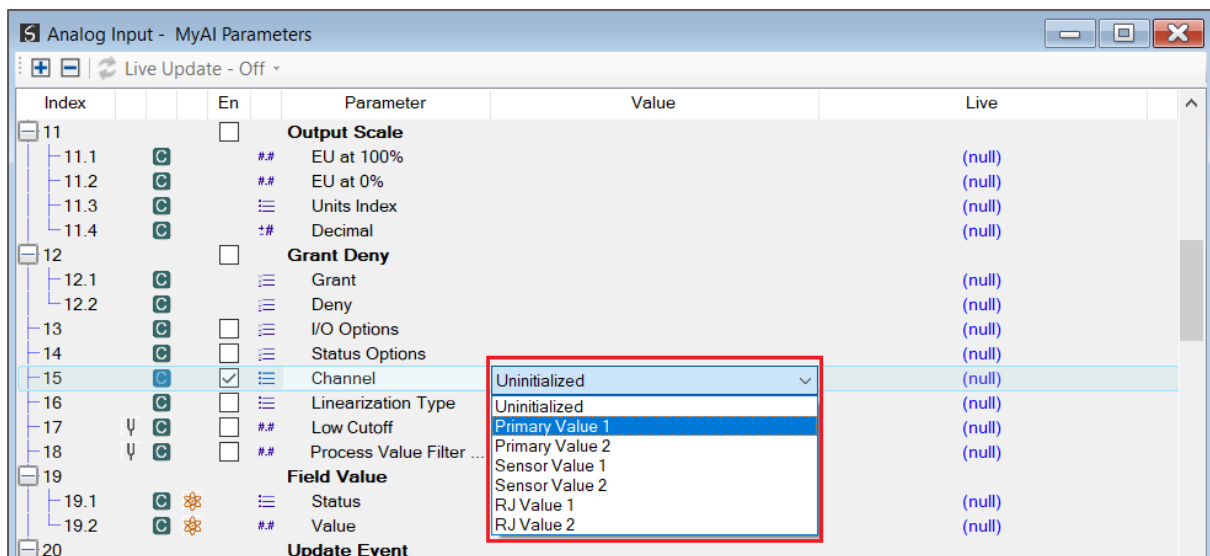 Analog Input - MyAI Parameters
Live Update - Off
Index En Parameter Value Live
11 Output Scale
11.1 C #.# EU at 100% (null)
11.2 C #.# EU at 0% (null)
11.3 C Units Index (null)
11.4 C ±# Decimal (null)
12 Grant Deny
12.1 C Grant (null)
12.2 C Deny (null)
13 C I/O Options (null)
14 C Status Options (null)
15 C Channel Uninitialized (null)
16 C Linearization Type Uninitialized (null)
17 C #.# Low Cutoff Primary Value 1 (null)
18 C #.# Process Value Filter ... Primary Value 2 (null)
19 Field Value Sensor Value 1
Sensor Value 2
19.1 C Status RJ Value 1 (null)
19.2 C #.# Value RJ Value 2 (null)
20 Update Event